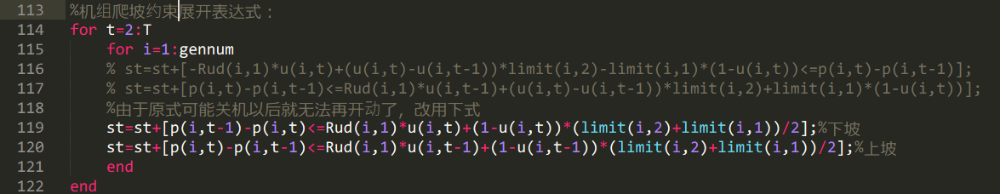 113 %机组爬坡约束展开表达式：
114 for t=2:T
115 for i=1:gennum
116 % st=st+[-Rud(i,1)*u(i,t)+(u(i,t)-u(i,t-1))*limit(i,2)-limit(i,1)*(1-u(i,t))<=p(i,t)-p(i,t-1)];
117 % st=st+[p(i,t)-p(i,t-1)<=Rud(i,1)*u(i,t-1)+(u(i,t)-u(i,t-1))*limit(i,2)+limit(i,1)*(1-u(i,t))];
118 %由于原式可能关机以后就无法再开动了，改用下式
119 st=st+[p(i,t-1)-p(i,t)<=Rud(i,1)*u(i,t)+(1-u(i,t))*(limit(i,2)+limit(i,1))/2];%下坡
120 st=st+[p(i,t)-p(i,t-1)<=Rud(i,1)*u(i,t-1)+(1-u(i,t-1))*(limit(i,2)+limit(i,1))/2];%上坡
121 end
122 end